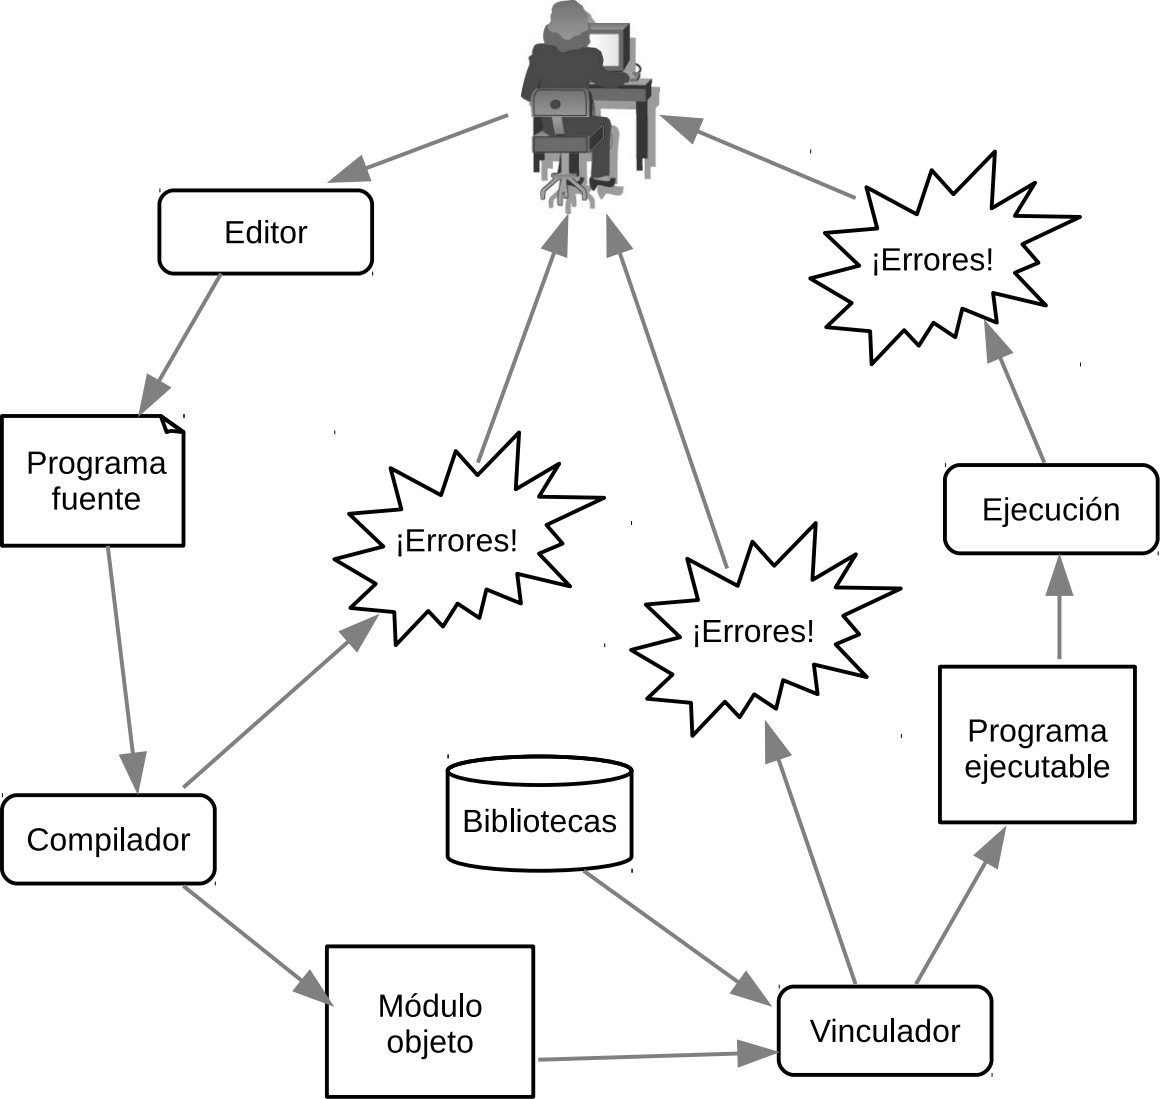 Editor
¡Errores!
Programa
fuente
¡Errores!
Ejecución
¡Errores!
Programa
ejecutable
Bibliotecas
Compilador
Módulo
objeto
Vinculador